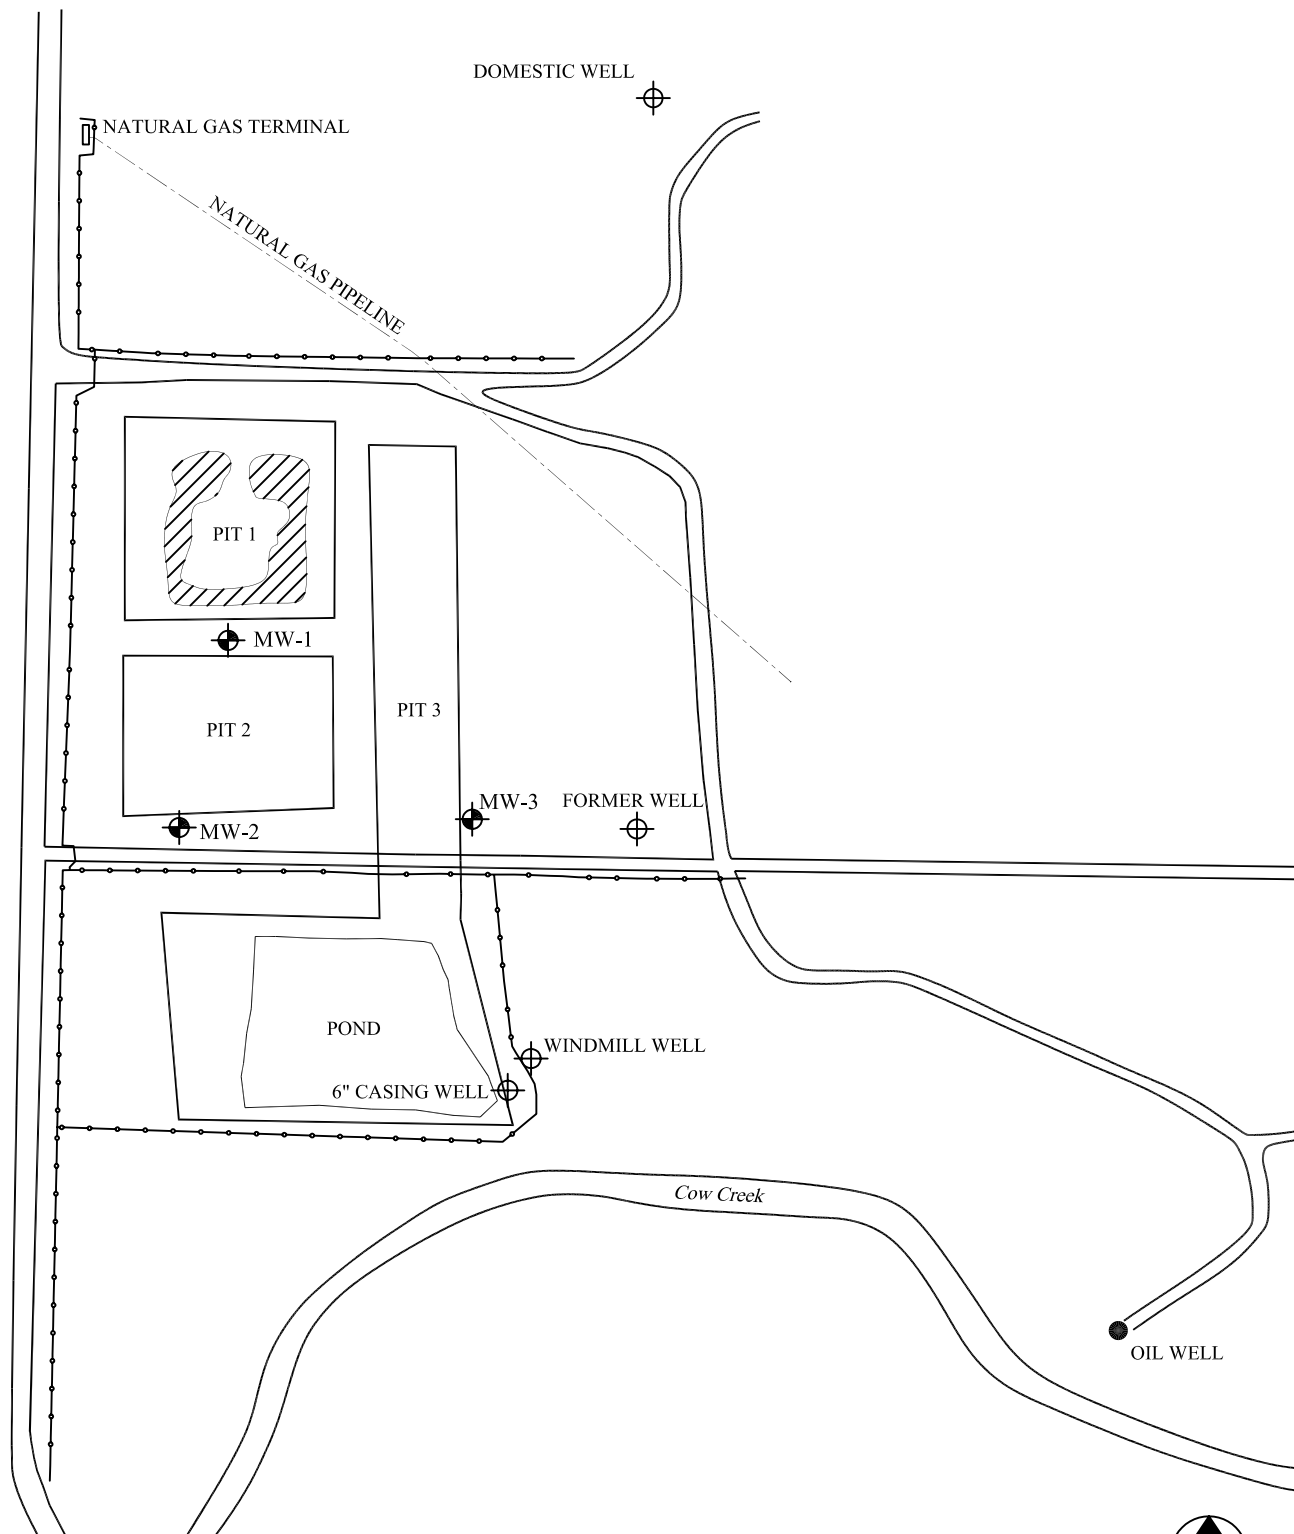 DOMESTIC WELL
NATURAL GAS TERMINAL
NATURAL GAS PIPELINE
PIT 1
MW-1
PIT 3
PIT 2
MW-3
FORMER WELL
MW-2
POND
WINDMILL WELL
6" CASING WELL
Cow Creek
OIL WELL